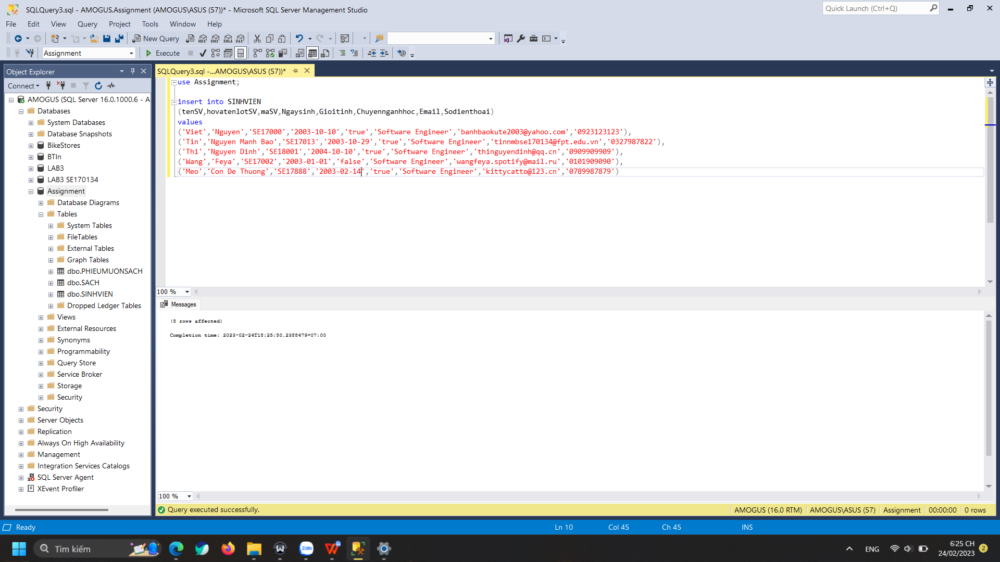 SQLQuery3.sql - AMOGUS.Assignment (AMOGUS\ASUS (57))* - Microsoft SQL Server Management Studio
Quick Launch (Ctrl+Q)
File Edit View Query Project Tools Window Help
New Query MDX DMX XMLA DAX
Assignment Execute
Object Explorer
SQLQuery3.sql -...AMOGUS\ASUS (57))*
Connect
AMOGUS (SQL Server 16.0.1000.6 - A
Databases
System Databases
Database Snapshots
BikeStores
BTIn
LAB3
LAB3 SE170134
Assignment
Database Diagrams
Tables
System Tables
FileTables
External Tables
Graph Tables
dbo.PHIEUMUONSACH
dbo.SACH
dbo.SINHVIEN
Dropped Ledger Tables
Views
External Resources
Synonyms
Programmability
Query Store
Service Broker
Storage
Security
Security
Server Objects
Replication
Always On High Availability
Management
Integration Services Catalogs
SQL Server Agent
XEvent Profiler
use Assignment;
insert into SINHVIEN
(tenSV,hovatenlotSV,maSV,Ngaysinh,Gioitinh,Chuyennganhhoc,Email,Sodienthoai)
values
('Viet','Nguyen','SE17000','2003-10-10','true','Software Engineer','banhbaokute2003@yahoo.com','0923123123'),
('Tin','Nguyen Manh Bao','SE17013','2003-10-29','true','Software Engineer','tinnmbse170134@fpt.edu.vn','0327987822'),
('Thi','Nguyen Dinh','SE18001','2004-10-10','true','Software Engineer','thinguyendinh@qq.cn','0909909909'),
('Wang','Feya','SE17002','2003-01-01','false','Software Engineer','wangfeya.spotify@mail.ru','0101909090'),
('Meo','Con De Thuong','SE17888','2003-02-14','true','Software Engineer','kittycatto@123.cn','0789987879')
100 %
Messages
(5 rows affected)
Completion time: 2023-02-24T18:25:50.2388479+07:00
100 %
Query executed successfully.
AMOGUS (16.0 RTM) AMOGUS\ASUS (57) Assignment 00:00:00 0 rows
Ready Ln 10 Col 45 Ch 45 INS
Tìm kiếm
Zalo
ENG
6:25 CH
24/02/2023
2